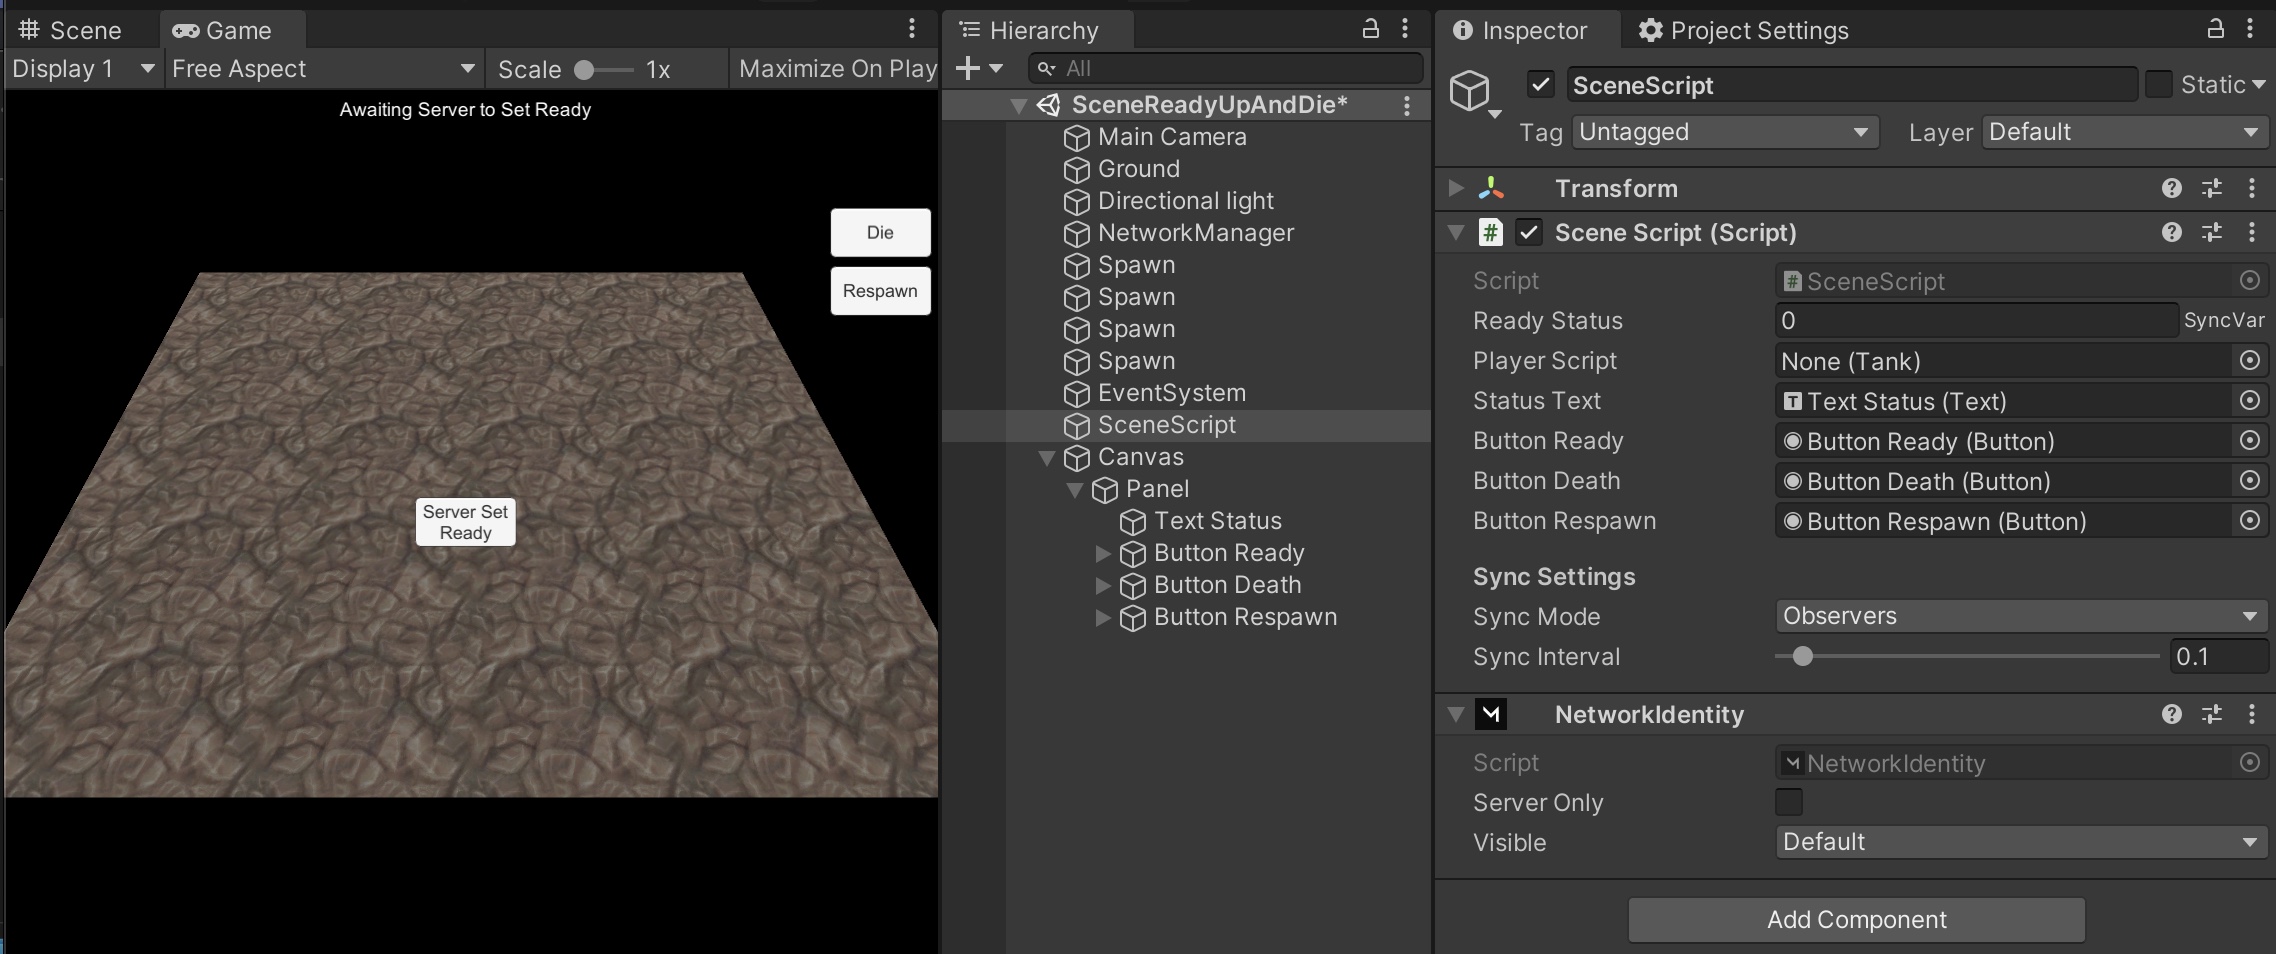 Scene
Game
Display 1
Free Aspect
Scale
1x
Maximize On Play
Awaiting Server to Set Ready
Die
Respawn
Server Set
Ready
Hierarchy
All
SceneReadyUpAndDie*
Main Camera
Ground
Directional light
NetworkManager
Spawn
Spawn
Spawn
Spawn
EventSystem
SceneScript
Canvas
Panel
Text Status
Button Ready
Button Death
Button Respawn
Inspector
Project Settings
SceneScript
Static
Tag Untagged
Layer Default
Transform
# Scene Script (Script)
Script # SceneScript
Ready Status 0 SyncVar
Player Script None (Tank)
Status Text T Text Status (Text)
Button Ready Button Ready (Button)
Button Death Button Death (Button)
Button Respawn Button Respawn (Button)
Sync Settings
Sync Mode Observers
Sync Interval 0.1
NetworkIdentity
Script NetworkIdentity
Server Only
Visible Default
Add Component